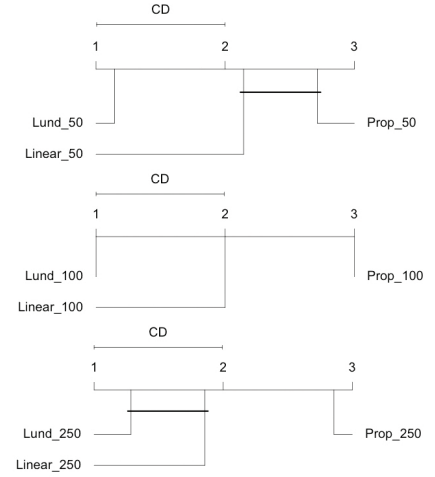 CD
1 2 3
Lund_50 Prop_50
Linear_50
CD
1 2 3
Lund_100 Prop_100
Linear_100
CD
1 2 3
Lund_250 Prop_250
Linear_250